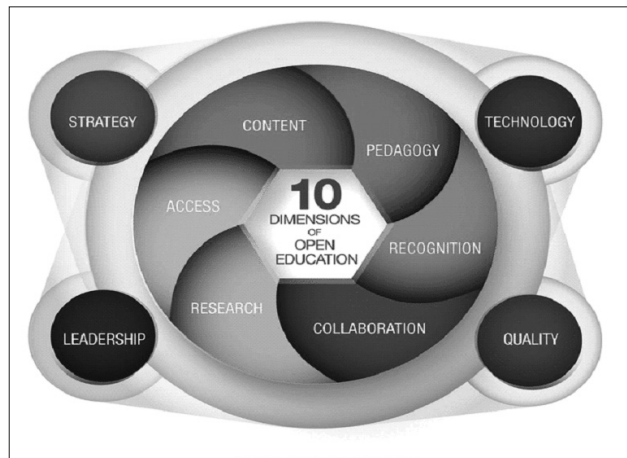 STRATEGY
TECHNOLOGY
CONTENT
PEDAGOGY
ACCESS
10
DIMENSIONS
OF
OPEN
EDUCATION
RECOGNITION
RESEARCH
COLLABORATION
LEADERSHIP
QUALITY